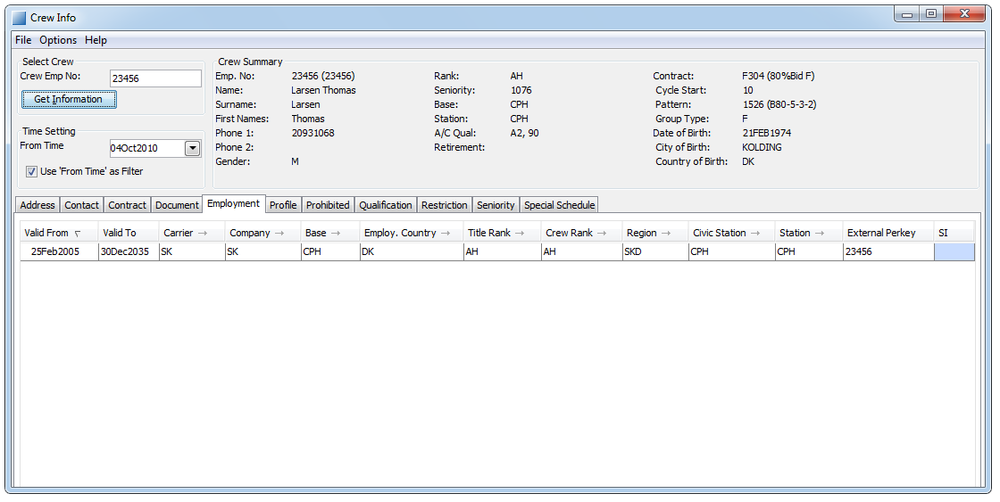 Crew Info
File Options Help
Select Crew
Crew Emp No: 23456
Get Information
Time Setting
From Time 04Oct2010
Use 'From Time' as Filter
Crew Summary
Emp. No: 23456 (23456) Rank: AH Contract: F304 (80%Bid F)
Name: Larsen Thomas Seniority: 1076 Cycle Start: 10
Surname: Larsen Base: CPH Pattern: 1526 (B80-5-3-2)
First Names: Thomas Station: CPH Group Type: F
Phone 1: 20931068 A/C Qual: A2, 90 Date of Birth: 21FEB1974
Phone 2: Retirement: City of Birth: KOLDING
Gender: M Country of Birth: DK
Address Contact Contract Document Employment Profile Prohibited Qualification Restriction Seniority Special Schedule
Valid From Valid To Carrier → Company → Base → Employ. Country → Title Rank → Crew Rank → Region → Civic Station → Station → External Perkey SI
25Feb2005 30Dec2035 SK SK CPH DK AH AH SKD CPH CPH 23456